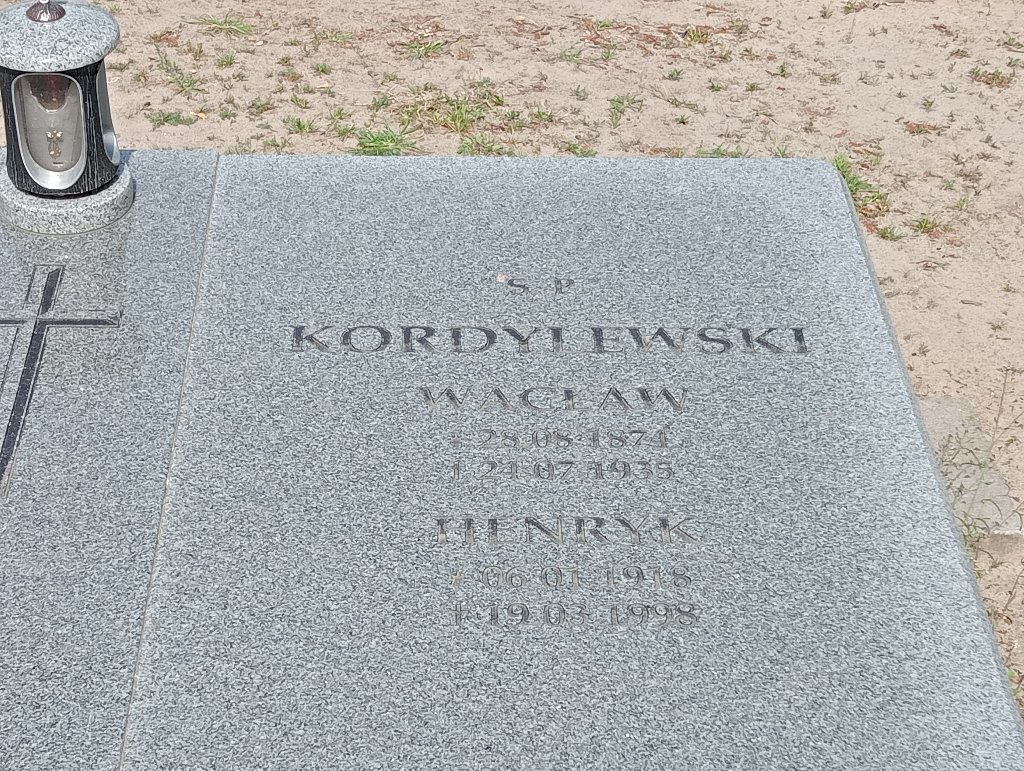 Ś P
KORDYLEWSKI
WACŁAW
* 28.08.1874
† 24.07.1935
HENRYK
* 06.01.1918
† 19.03.1998